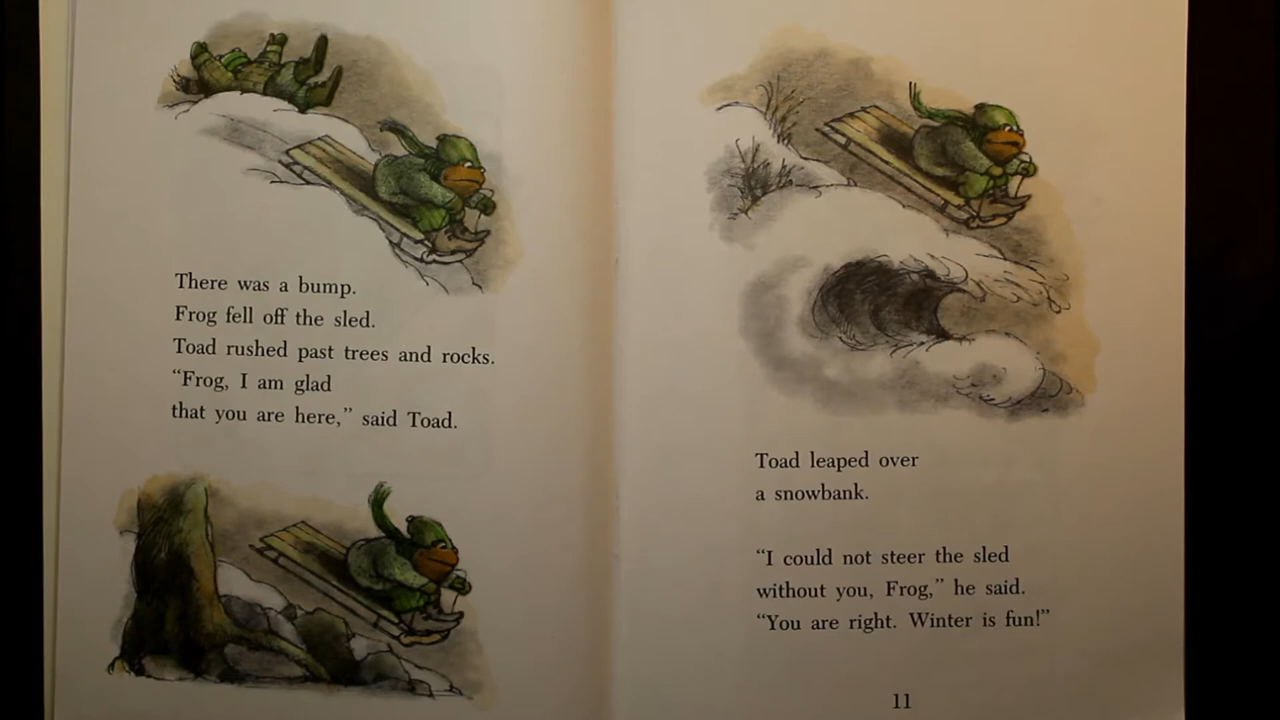 There was a bump.
Frog fell off the sled.
Toad rushed past trees and rocks.
“Frog, I am glad
that you are here,” said Toad.
Toad leaped over
a snowbank.
“I could not steer the sled
without you, Frog,” he said.
“You are right. Winter is fun!”
11